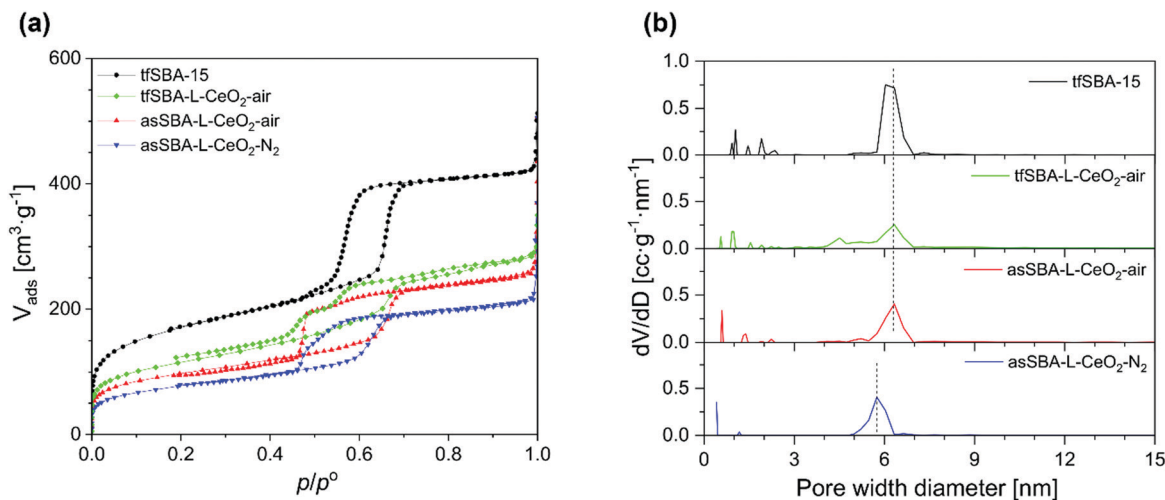 (a)
600
400
200
0
V_ads [cm³·g⁻¹]
tfSBA-15
tfSBA-L-CeO₂-air
asSBA-L-CeO₂-air
asSBA-L-CeO₂-N₂
0.0 0.2 0.4 0.6 0.8 1.0
p/p°
(b)
1.0
0.5
0.0
tfSBA-15
0.5
0.0
tfSBA-L-CeO₂-air
0.5
0.0
asSBA-L-CeO₂-air
0.5
0.0
asSBA-L-CeO₂-N₂
dV/dD [cc·g⁻¹·nm⁻¹]
0 3 6 9 12 15
Pore width diameter [nm]